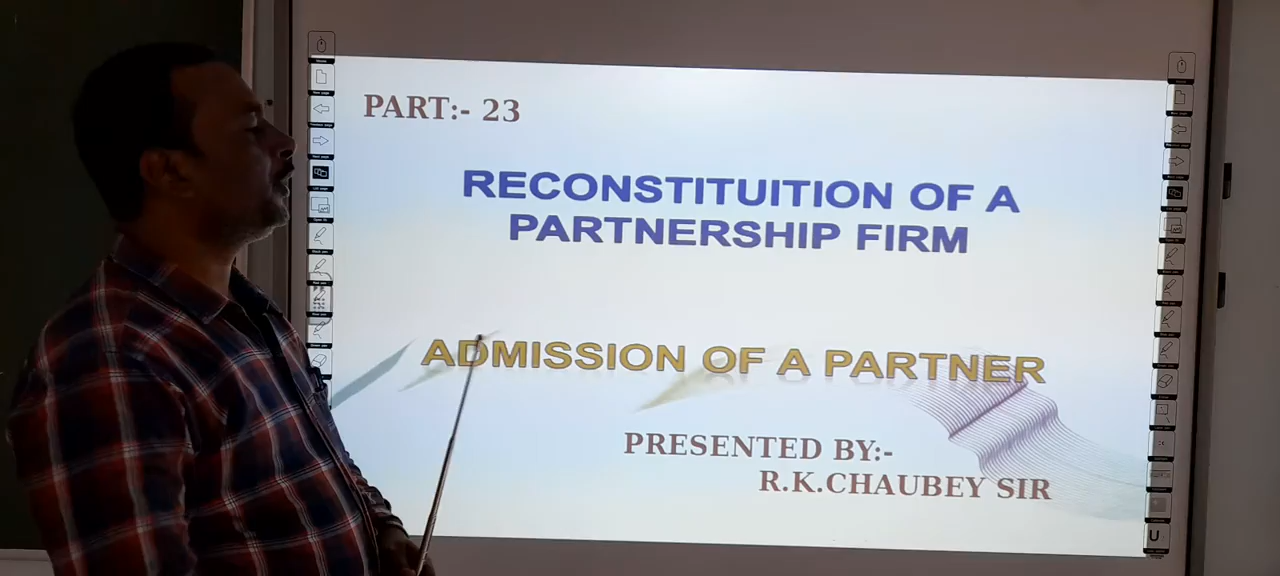 PART:- 23
RECONSTITUITION OF A
PARTNERSHIP FIRM
ADMISSION OF A PARTNER
PRESENTED BY:-
R.K.CHAUBEY SIR